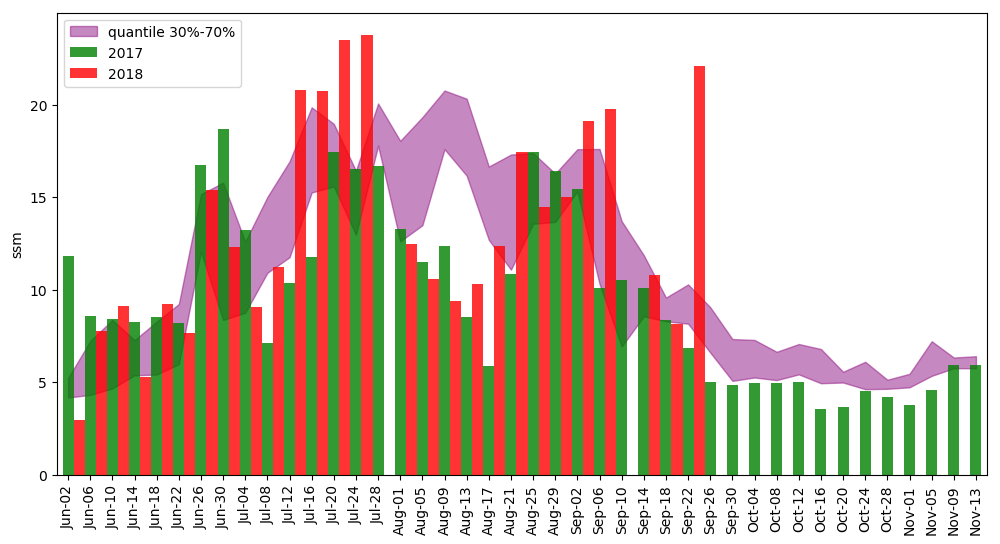 quantile 30%-70%
2017
2018
ssm
20
15
10
5
0
Jun-02
Jun-06
Jun-10
Jun-14
Jun-18
Jun-22
Jun-26
Jun-30
Jul-04
Jul-08
Jul-12
Jul-16
Jul-20
Jul-24
Jul-28
Aug-01
Aug-05
Aug-09
Aug-13
Aug-17
Aug-21
Aug-25
Aug-29
Sep-02
Sep-06
Sep-10
Sep-14
Sep-18
Sep-22
Sep-26
Sep-30
Oct-04
Oct-08
Oct-12
Oct-16
Oct-20
Oct-24
Oct-28
Nov-01
Nov-05
Nov-09
Nov-13